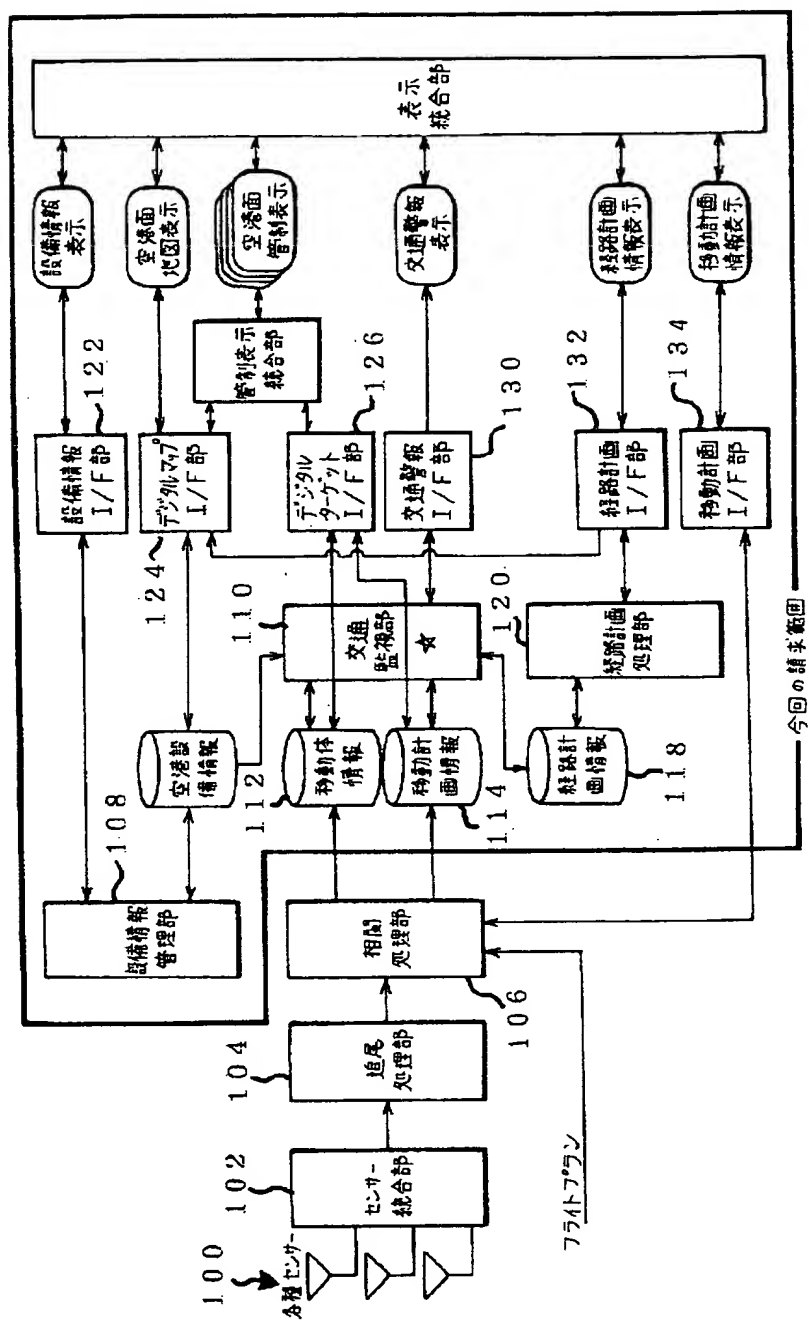 100
各種センサー
102
センサー
統合部
104
追尾
処理部
相関
処理部
106
フライトプラン
108
設備情報
管理部
空港設
備情報
112
移動体
情報
移動計
画情報
114
110
交通
監視部
☆
経路計
画情報
118
120
経路計画
処理部
設備情報
I/F部
122
124
デジタルマップ
I/F部
デジタル
ターゲット
I/F部
126
交通警報
I/F部
130
132
経路計画
I/F部
移動計画
I/F部
134
管制表示
統合部
設備情報
表示
空港面
地図表示
空港面
管制表示
交通警報
表示
経路計画
情報表示
移動計画
情報表示
表示
統合部
今回の請求範囲